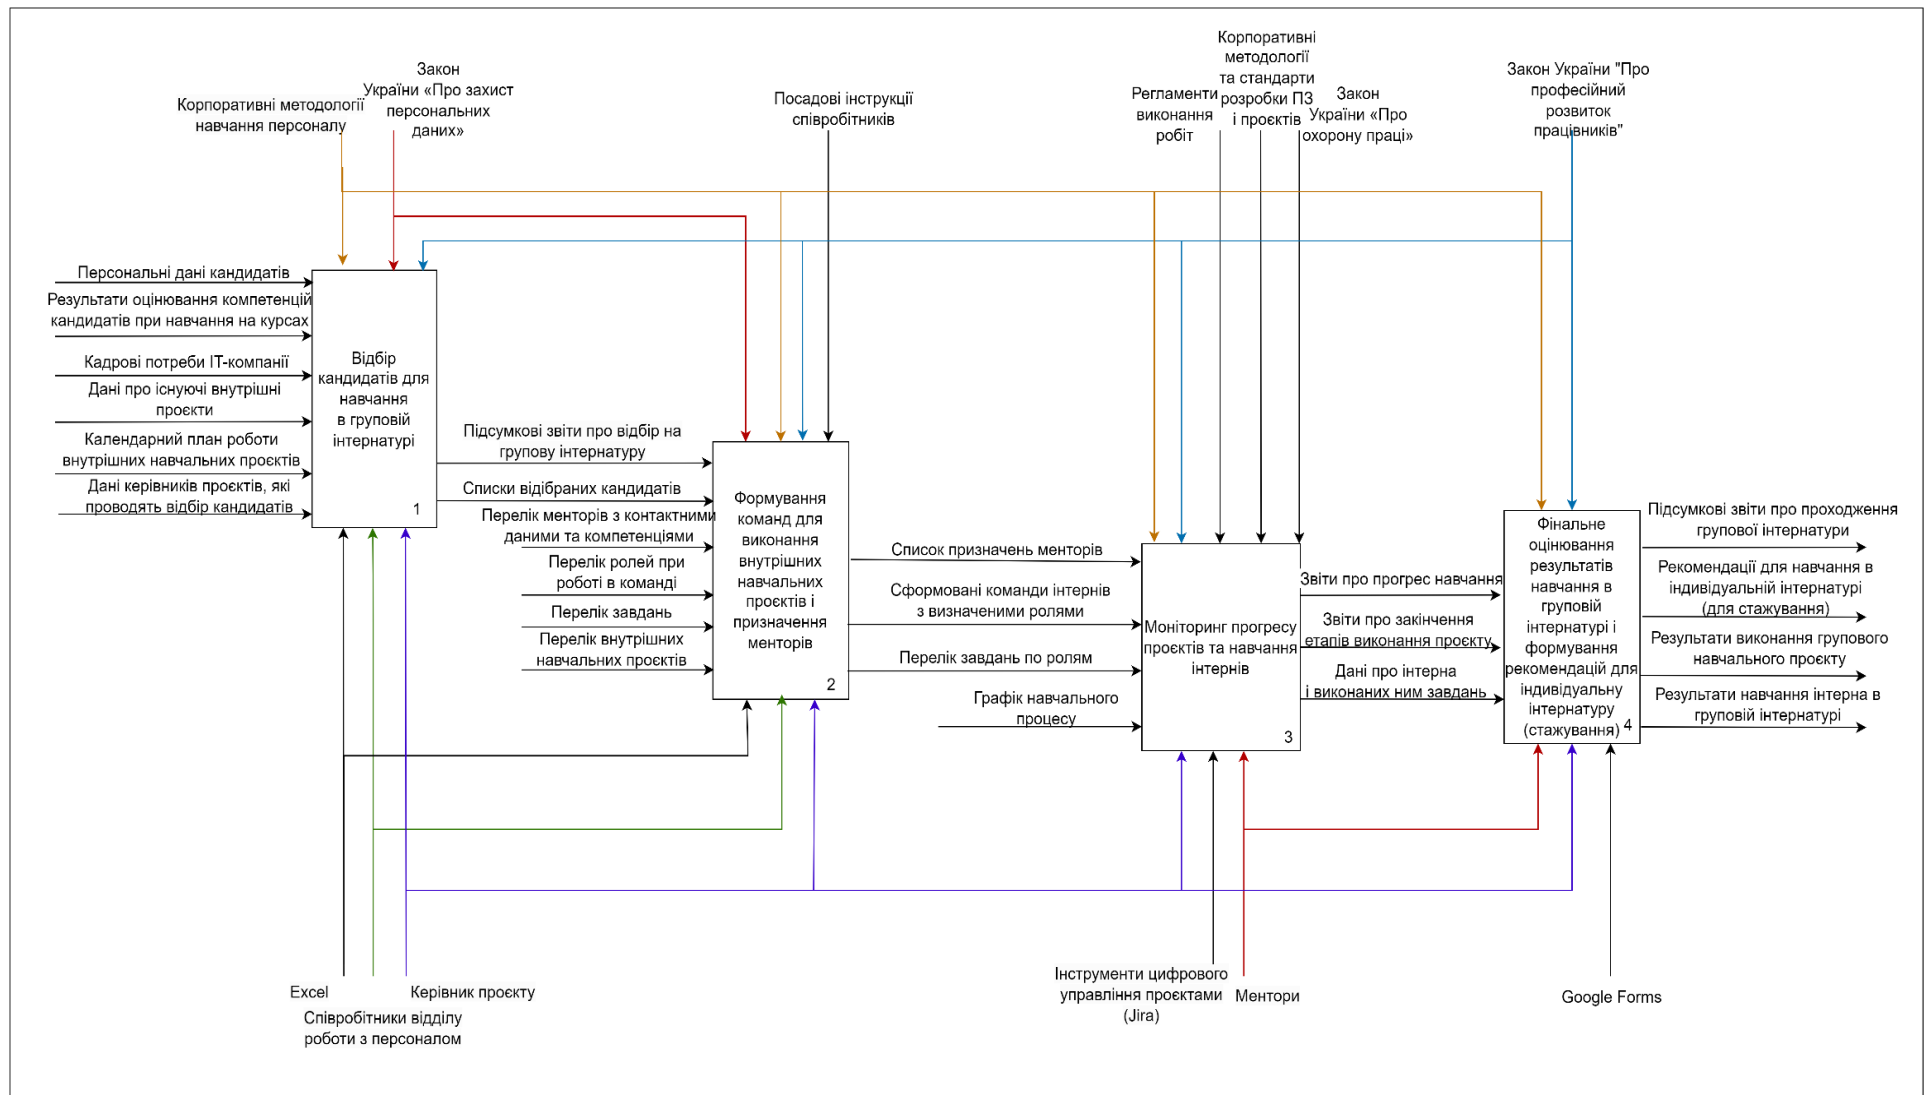 Корпоративні методології
навчання персоналу
Закон
України «Про захист
персональних
даних»
Посадові інструкції
співробітників
Регламенти
виконання
робіт
Корпоративні
методології
та стандарти
розробки ПЗ
і проєктів
Закон
України «Про
охорону праці»
Закон України "Про
професійний
розвиток
працівників"
Персональні дані кандидатів
Результати оцінювання компетенцій
кандидатів при навчання на курсах
Кадрові потреби ІТ-компанії
Дані про існуючі внутрішні
проєкти
Календарний план роботи
внутрішних навчальних проєктів
Дані керівників проєктів, які
проводять відбір кандидатів
Відбір
кандидатів для
навчання
в груповій
інтернатурі
1
Підсумкові звіти про відбір на
групову інтернатуру
Списки відібраних кандидатів
Перелік менторів з контактними
даними та компетенціями
Перелік ролей при
роботі в команді
Перелік завдань
Перелік внутрішних
навчальних проєктів
Формування
команд для
виконання
внутрішних
навчальних
проєктів і
призначення
менторів
2
Список призначень менторів
Сформовані команди інтернів
з визначеними ролями
Перелік завдань по ролям
Графік навчального
процесу
Моніторинг прогресу
проєктів та навчання
інтернів
3
Звіти про прогрес навчання
Звіти про закінчення
етапів виконання проєкту
Дані про інтерна
і виконаних ним завдань
Фінальне
оцінювання
результатів
навчання в
груповій
інтернатурі і
формування
рекомендацій для
індивідуальну
інтернатуру
(стажування)
4
Підсумкові звіти про проходження
групової інтернатури
Рекомендації для навчання в
індивідуальній інтернатурі
(для стажування)
Результати виконання групового
навчального проєкту
Результати навчання інтерна в
груповій інтернатурі
Excel
Співробітники відділу
роботи з персоналом
Керівник проєкту
Інструменти цифрового
управління проєктами
(Jira)
Ментори
Google Forms